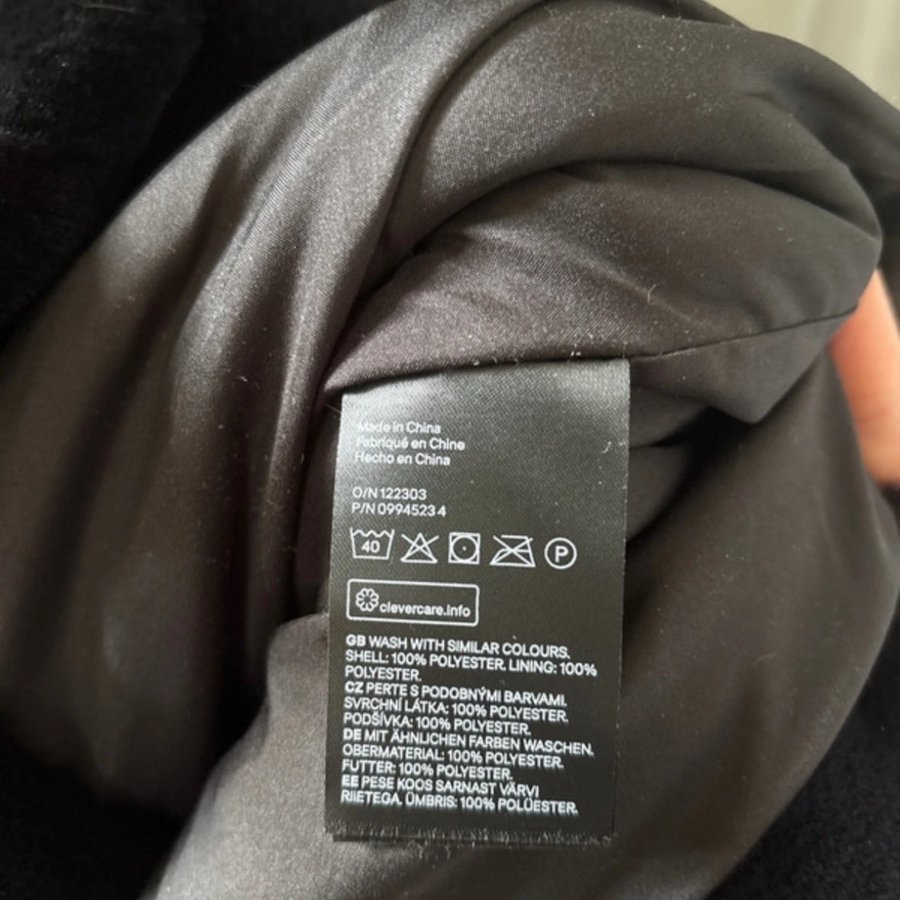 Made in China
Fabriqué en Chine
Hecho en China
O/N 122303
P/N 0994523 4
40 P
clevercare.info
GB WASH WITH SIMILAR COLOURS.
SHELL: 100% POLYESTER. LINING: 100%
POLYESTER.
CZ PERTE S PODOBNÝMI BARVAMI.
SVRCHNÍ LÁTKA: 100% POLYESTER.
PODŠÍVKA: 100% POLYESTER.
DE MIT ÄHNLICHEN FARBEN WASCHEN.
OBERMATERIAL: 100% POLYESTER.
FUTTER: 100% POLYESTER.
EE PESE KOOS SARNAST VÄRVI
RIIETEGA. ÜMBRIS: 100% POLÜESTER.